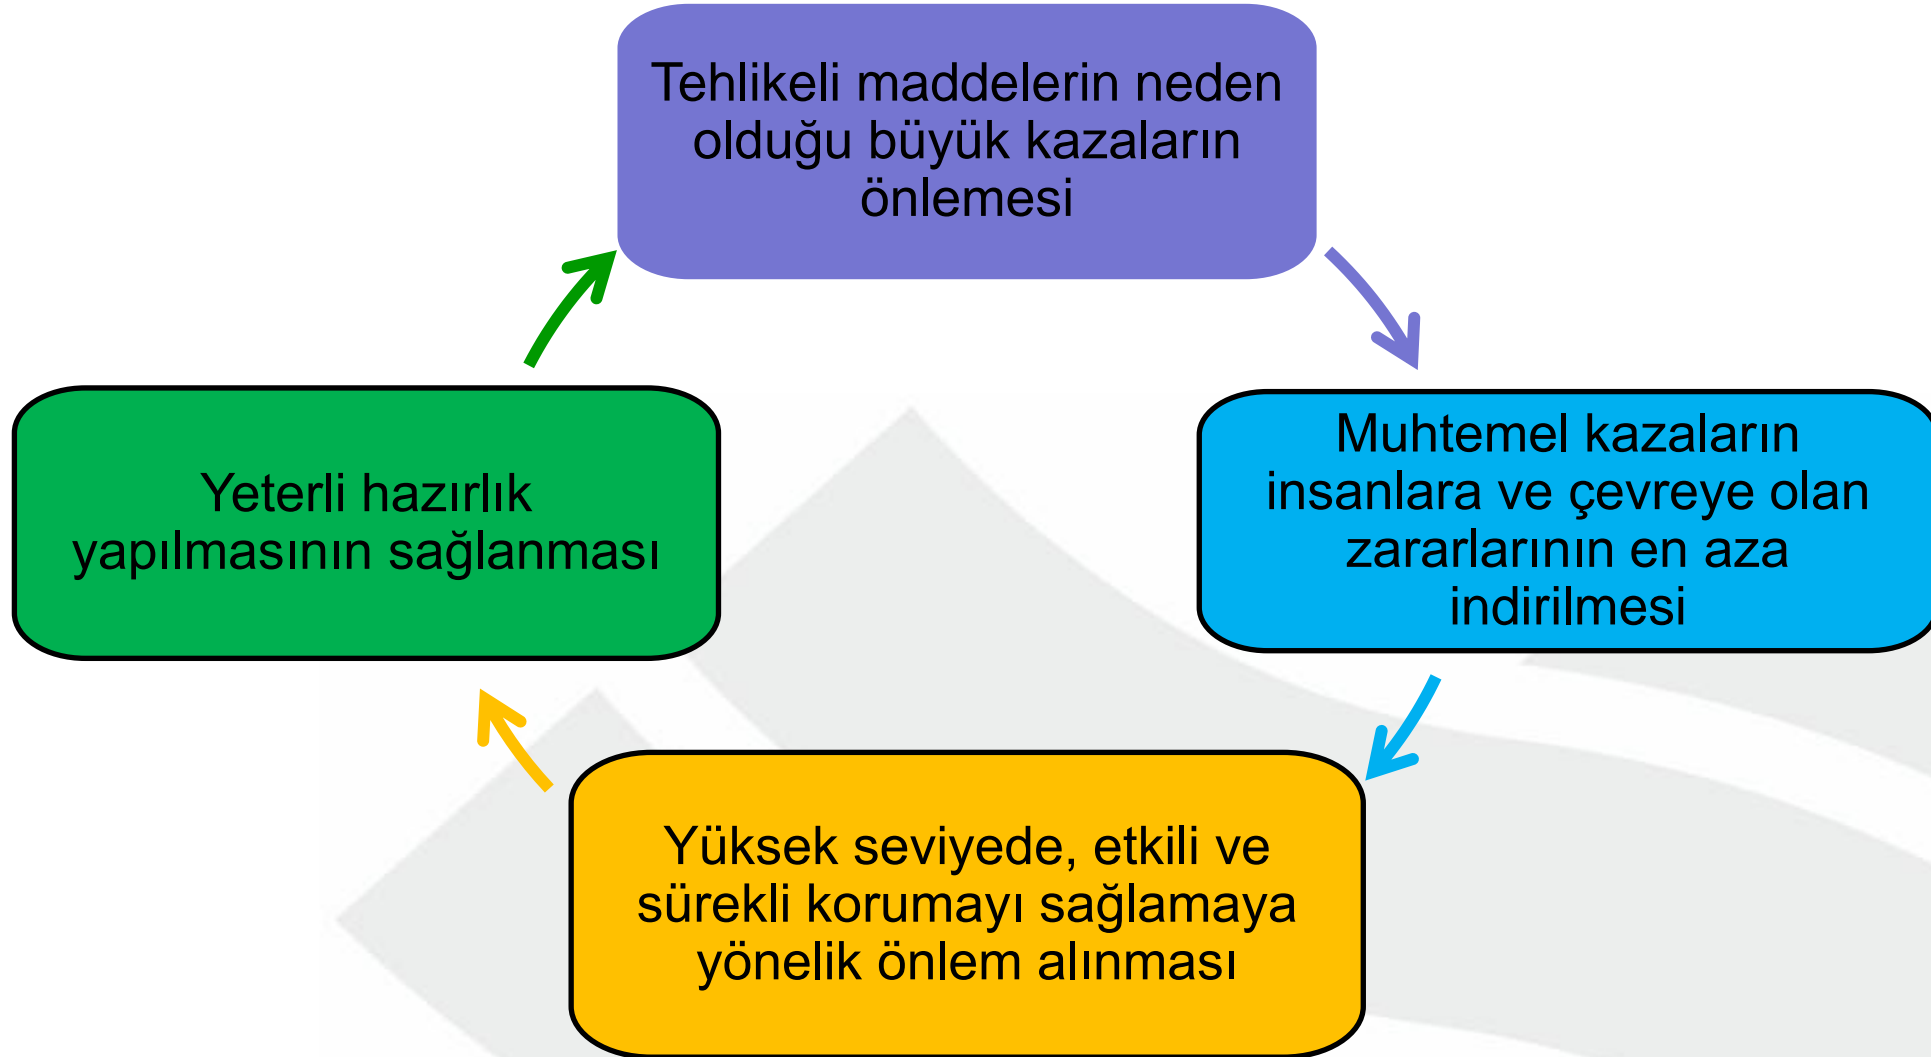 Tehlikeli maddelerin neden
olduğu büyük kazaların
önlemesi
Muhtemel kazaların
insanlara ve çevreye olan
zararlarının en aza
indirilmesi
Yüksek seviyede, etkili ve
sürekli korumayı sağlamaya
yönelik önlem alınması
Yeterli hazırlık
yapılmasının sağlanması